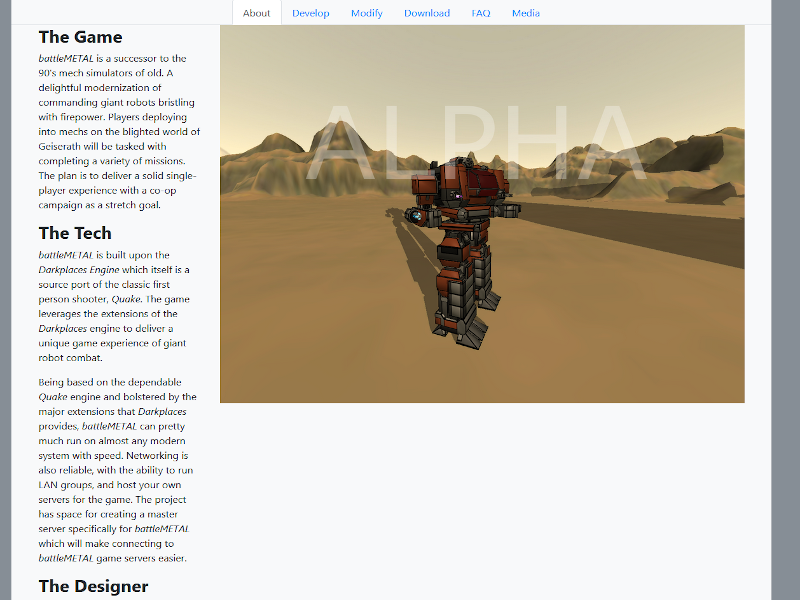 About Develop Modify Download FAQ Media
The Game
battleMETAL is a successor to the
90's mech simulators of old. A
delightful modernization of
commanding giant robots bristling
with firepower. Players deploying
into mechs on the blighted world of
Geiserath will be tasked with
completing a variety of missions.
The plan is to deliver a solid single-
player experience with a co-op
campaign as a stretch goal.
ALPHA
The Tech
battleMETAL is built upon the
Darkplaces Engine which itself is a
source port of the classic first
person shooter, Quake. The game
leverages the extensions of the
Darkplaces engine to deliver a
unique game experience of giant
robot combat.
Being based on the dependable
Quake engine and bolstered by the
major extensions that Darkplaces
provides, battleMETAL can pretty
much run on almost any modern
system with speed. Networking is
also reliable, with the ability to run
LAN groups, and host your own
servers for the game. The project
has space for creating a master
server specifically for battleMETAL
which will make connecting to
battleMETAL game servers easier.
The Designer